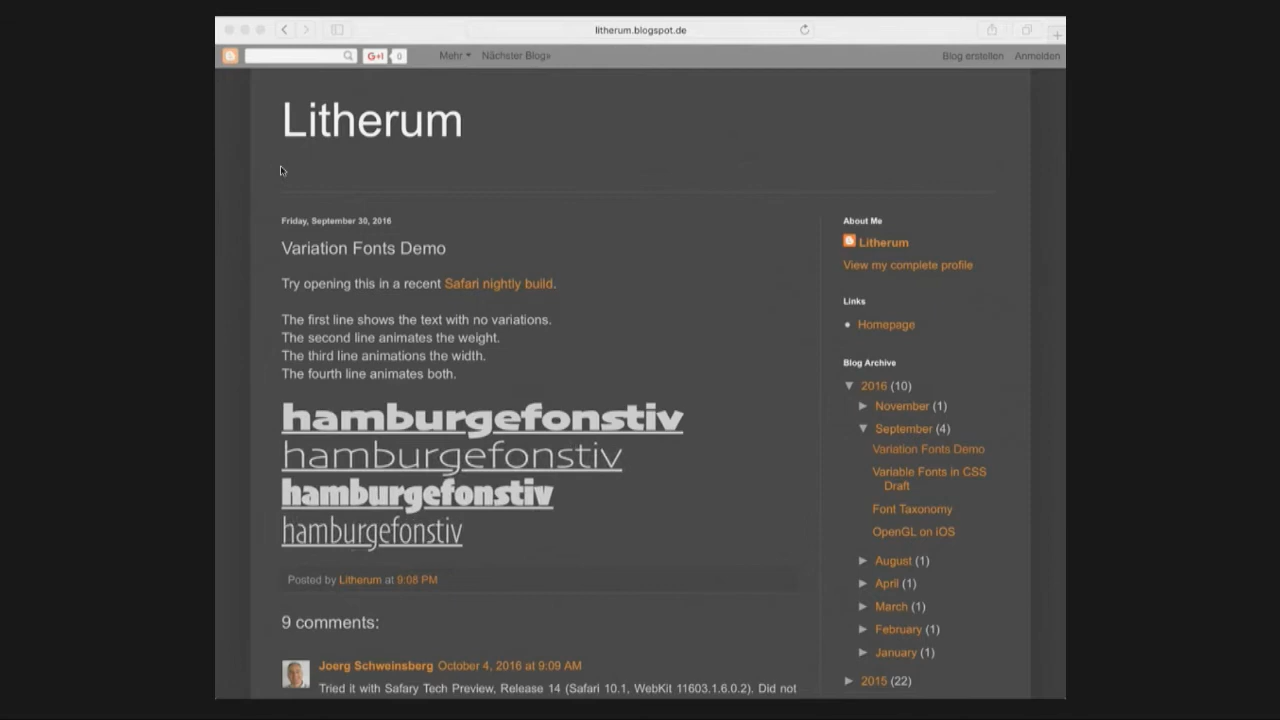 litherum.blogspot.de
G+1 0 Mehr Nächster Blog» Blog erstellen Anmelden
Litherum
Friday, September 30, 2016
Variation Fonts Demo
Try opening this in a recent Safari nightly build.
The first line shows the text with no variations.
The second line animates the weight.
The third line animations the width.
The fourth line animates both.
hamburgefonstiv
hamburgefonstiv
hamburgefonstiv
hamburgefonstiv
Posted by Litherum at 9:08 PM
9 comments:
Joerg Schweinsberg October 4, 2016 at 9:09 AM
Tried it with Safary Tech Preview, Release 14 (Safari 10.1, WebKit 11603.1.6.0.2). Did not
About Me
Litherum
View my complete profile
Links
Homepage
Blog Archive
▼ 2016 (10)
► November (1)
▼ September (4)
Variation Fonts Demo
Variable Fonts in CSS
Draft
Font Taxonomy
OpenGL on iOS
► August (1)
► April (1)
► March (1)
► February (1)
► January (1)
► 2015 (22)